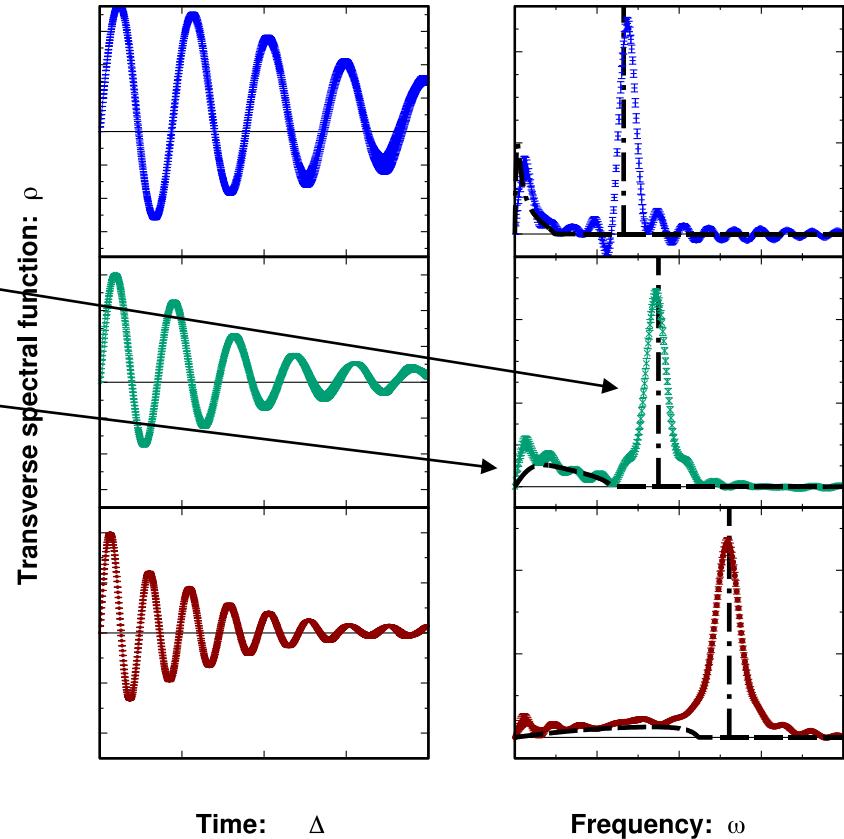 Transverse spectral function: ρ
Time: Δ
Frequency: ω